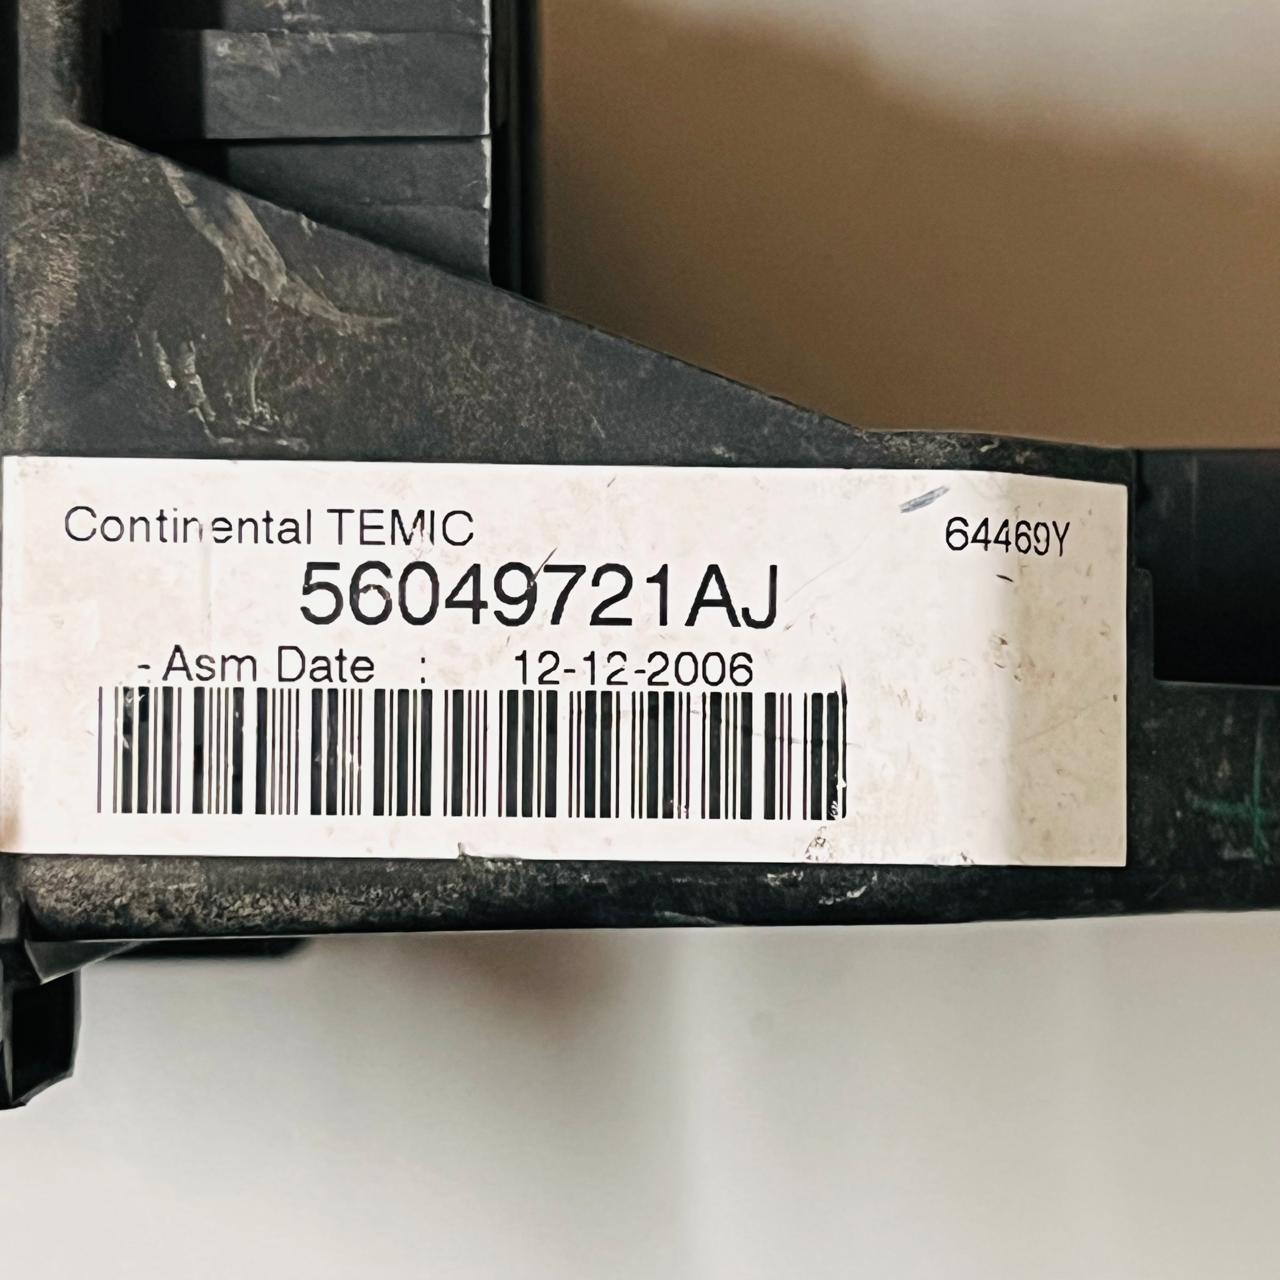 Continental TEMIC
64469Y
56049721AJ
- Asm Date : 12-12-2006